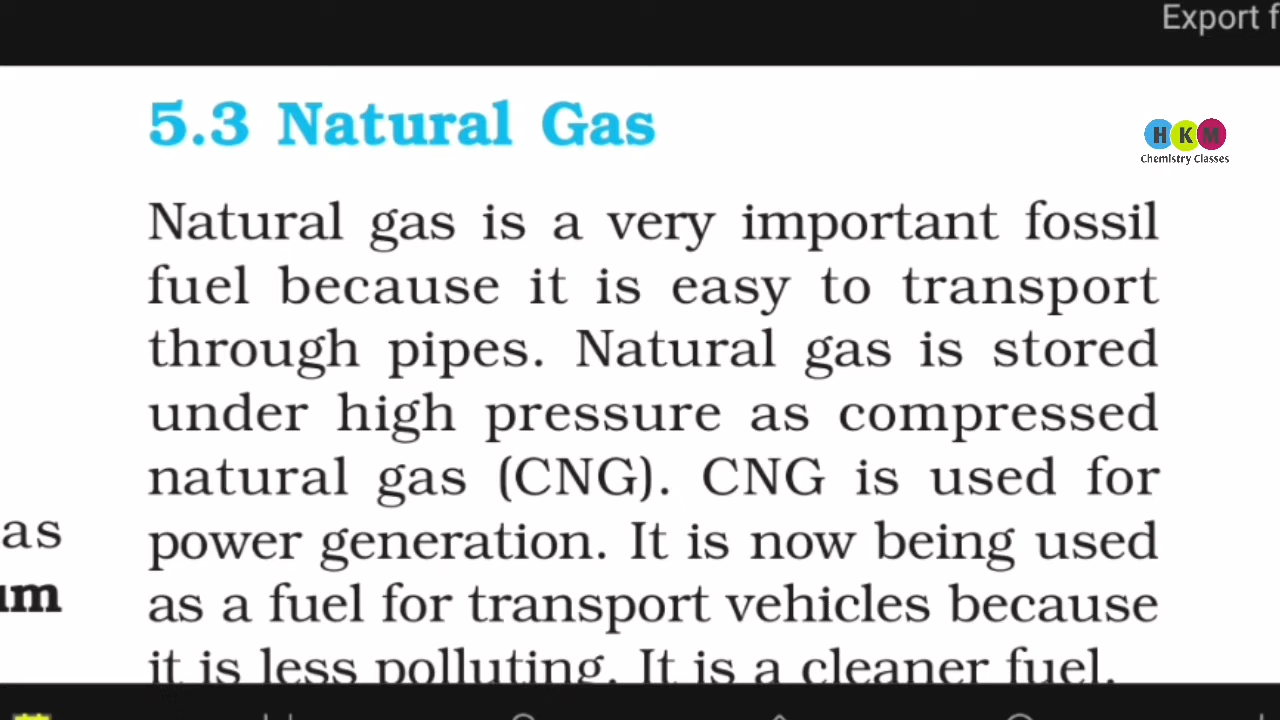 Export f
5.3 Natural Gas
H K M
Chemistry Classes
Natural gas is a very important fossil
fuel because it is easy to transport
through pipes. Natural gas is stored
under high pressure as compressed
natural gas (CNG). CNG is used for
as
power generation. It is now being used
um
as a fuel for transport vehicles because
it is less polluting. It is a cleaner fuel.